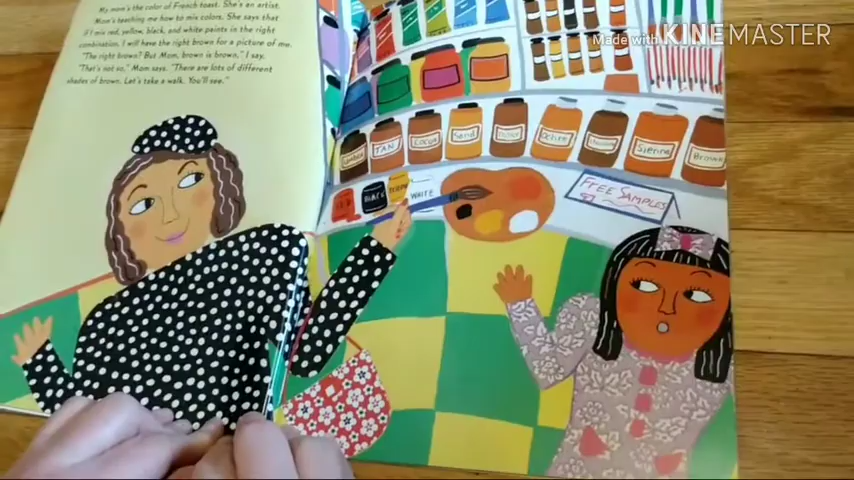 My mom's the color of French toast. She's an artist.
Mom's teaching me how to mix colors. She says that
if I mix red, yellow, black, and white paints in the right
combination, I will have the right brown for a picture of me.
"The right brown? But Mom, brown is brown," I say.
"That's not so," Mom says. "There are lots of different
shades of brown. Let's take a walk. You'll see."
Made with KINEMASTER
TAN
Cocoa
Sand
Ochre
Sienna
Brown
RED
BLACK
YELLOW
WHITE
FREE SAMPLES